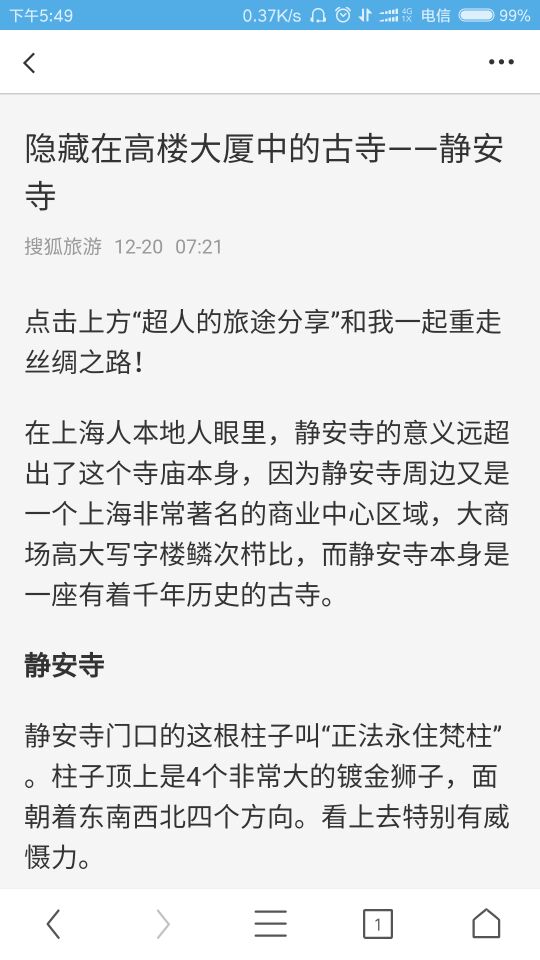 下午5:49 0.37K/s 4G 1X 电信 99%
隐藏在高楼大厦中的古寺——静安
寺
搜狐旅游 12-20 07:21
点击上方“超人的旅途分享”和我一起重走
丝绸之路！
在上海人本地人眼里，静安寺的意义远超
出了这个寺庙本身，因为静安寺周边又是
一个上海非常著名的商业中心区域，大商
场高大写字楼鳞次栉比，而静安寺本身是
一座有着千年历史的古寺。
静安寺
静安寺门口的这根柱子叫“正法永住梵柱”
。柱子顶上是4个非常大的镀金狮子，面
朝着东南西北四个方向。看上去特别有威
慑力。
1